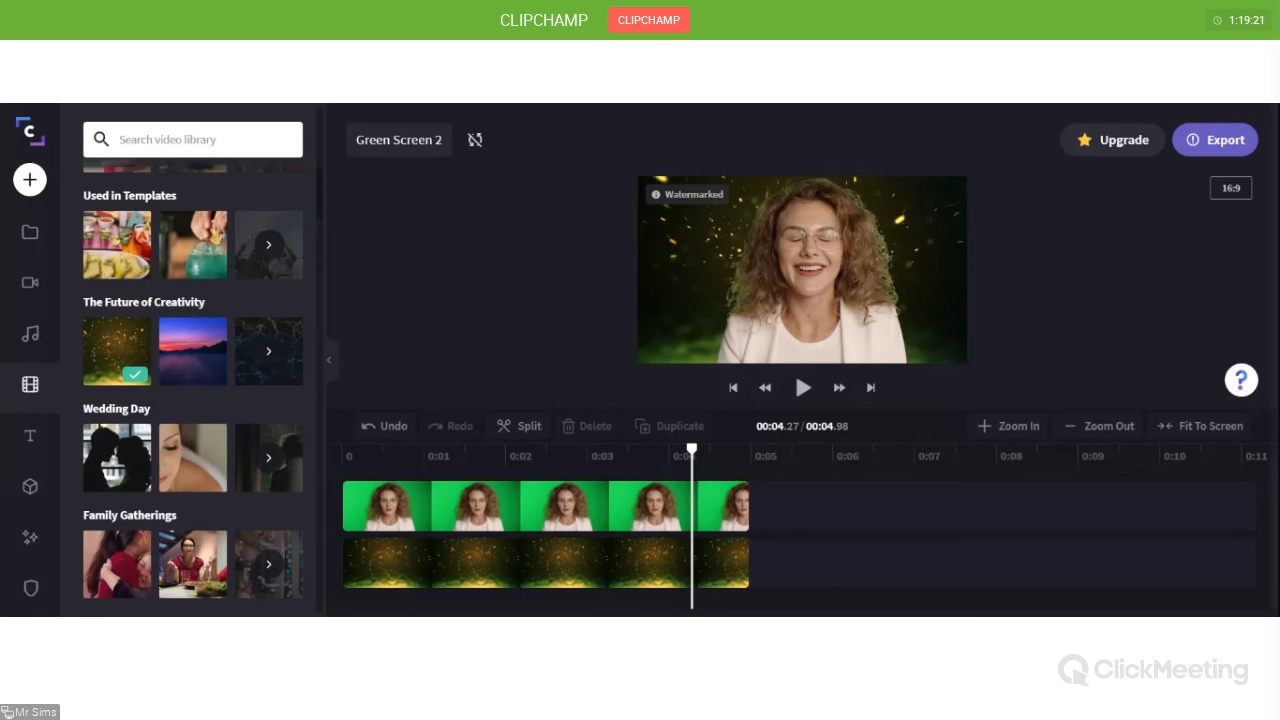 CLIPCHAMP CLIPCHAMP 1:19:21
C
Search video library
Green Screen 2
Upgrade
Export
Used in Templates
Watermarked
16:9
The Future of Creativity
?
Wedding Day
Undo Redo Split Delete Duplicate 00:04.27 / 00:04.98 Zoom In Zoom Out Fit To Screen
0 0:01 0:02 0:03 0:05 0:06 0:07 0:08 0:09 0:10 0:11
T
Family Gatherings
ClickMeeting
Mr Sims